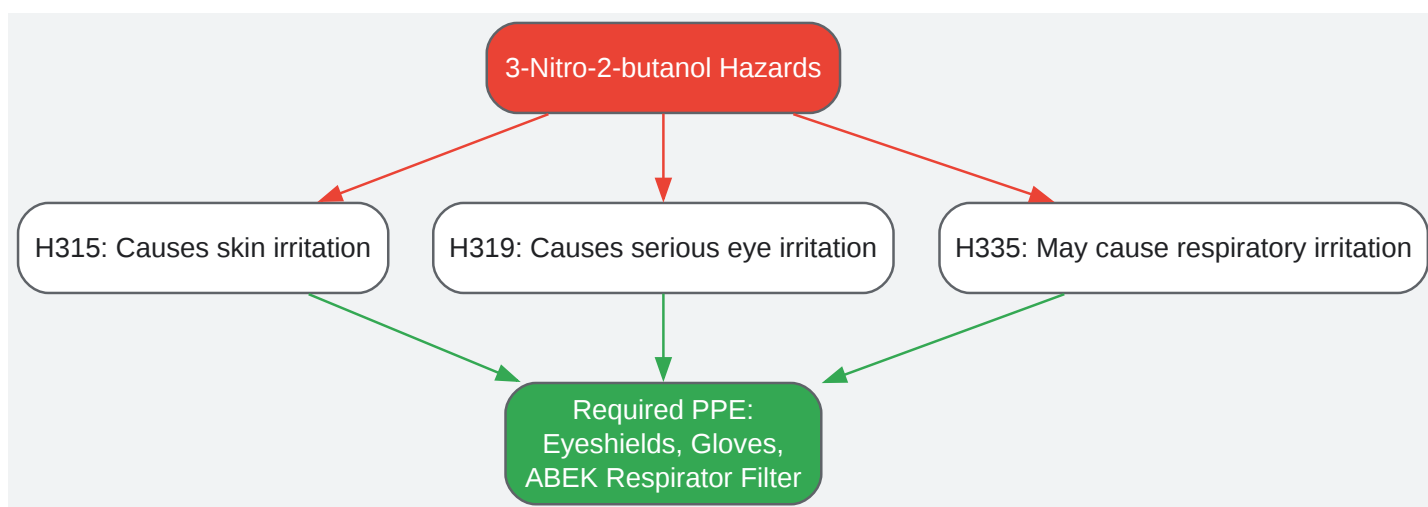 3-Nitro-2-butanol Hazards
H315: Causes skin irritation
H319: Causes serious eye irritation
H335: May cause respiratory irritation
Required PPE:
Eyeshields, Gloves,
ABEK Respirator Filter